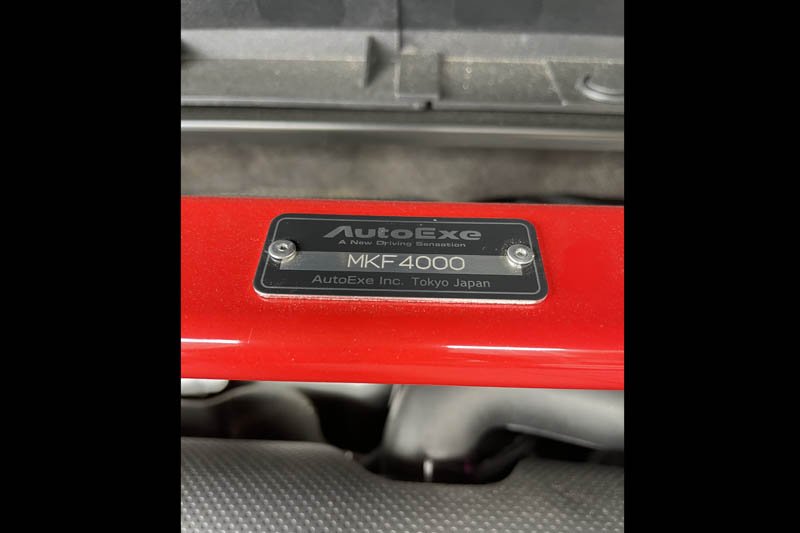 AutoExe
A New Driving Sensation
MKF4000
AutoExe Inc. Tokyo Japan